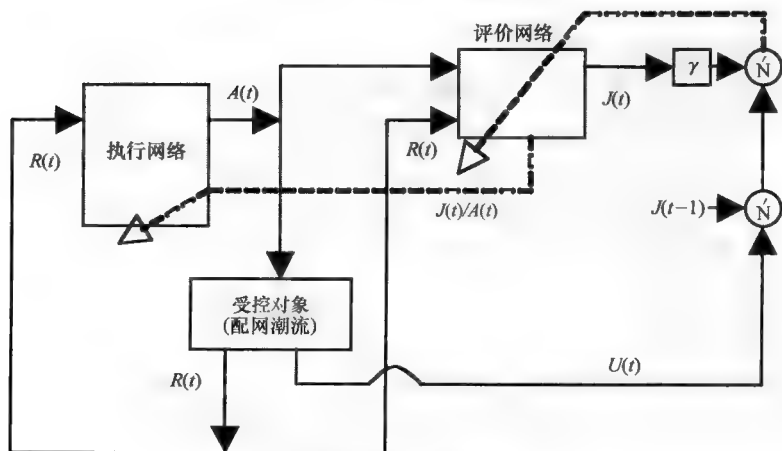 评价网络
A(t)
γ
Ń
J(t)
执行网络
R(t)
R(t)
J(t)/A(t)
J(t−1)
Ń
受控对象
(配网潮流)
R(t)
U(t)